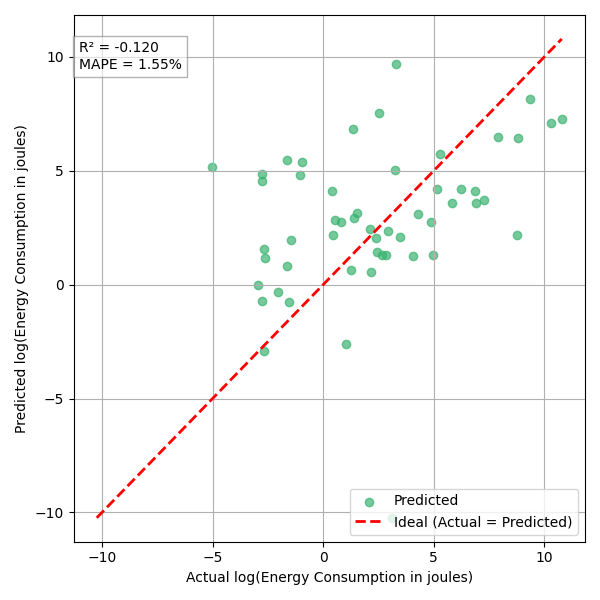 R² = -0.120
MAPE = 1.55%
10
5
0
−5
−10
Predicted log(Energy Consumption in joules)
Predicted
Ideal (Actual = Predicted)
−10
−5
0
5
10
Actual log(Energy Consumption in joules)